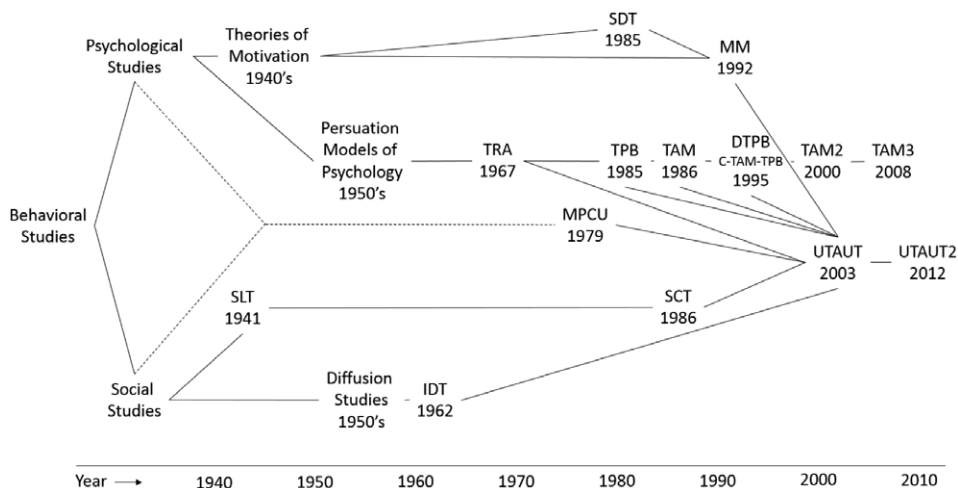 SDT
1985
Psychological
Studies
Theories of
Motivation
1940's
MM
1992
Persuation
Models of
Psychology
1950's
TRA
1967
TPB
1985
TAM
1986
DTPB
C-TAM-TPB
1995
TAM2
2000
TAM3
2008
Behavioral
Studies
MPCU
1979
UTAUT
2003
UTAUT2
2012
SLT
1941
SCT
1986
Social
Studies
Diffusion
Studies
1950's
IDT
1962
Year
1940
1950
1960
1970
1980
1990
2000
2010